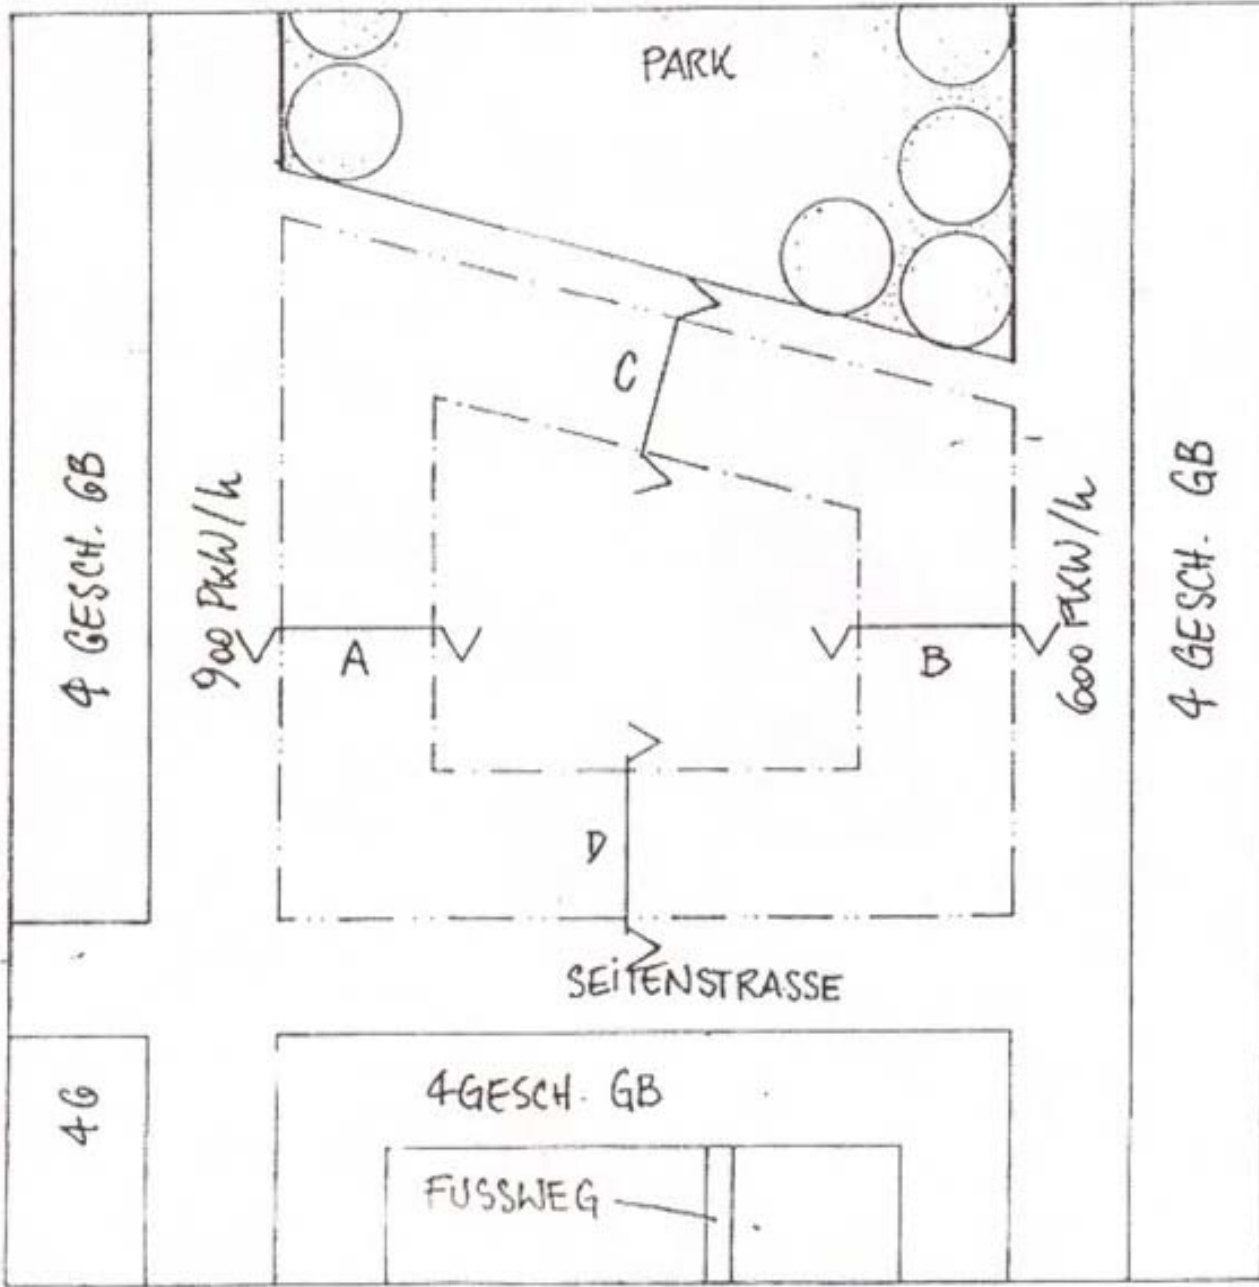 PARK
C
4 GESCH. GB
900 PKW/h
A
B
600 PKW/h
4 GESCH. GB
D
SEITENSTRASSE
4G
4GESCH. GB
FUSSWEG